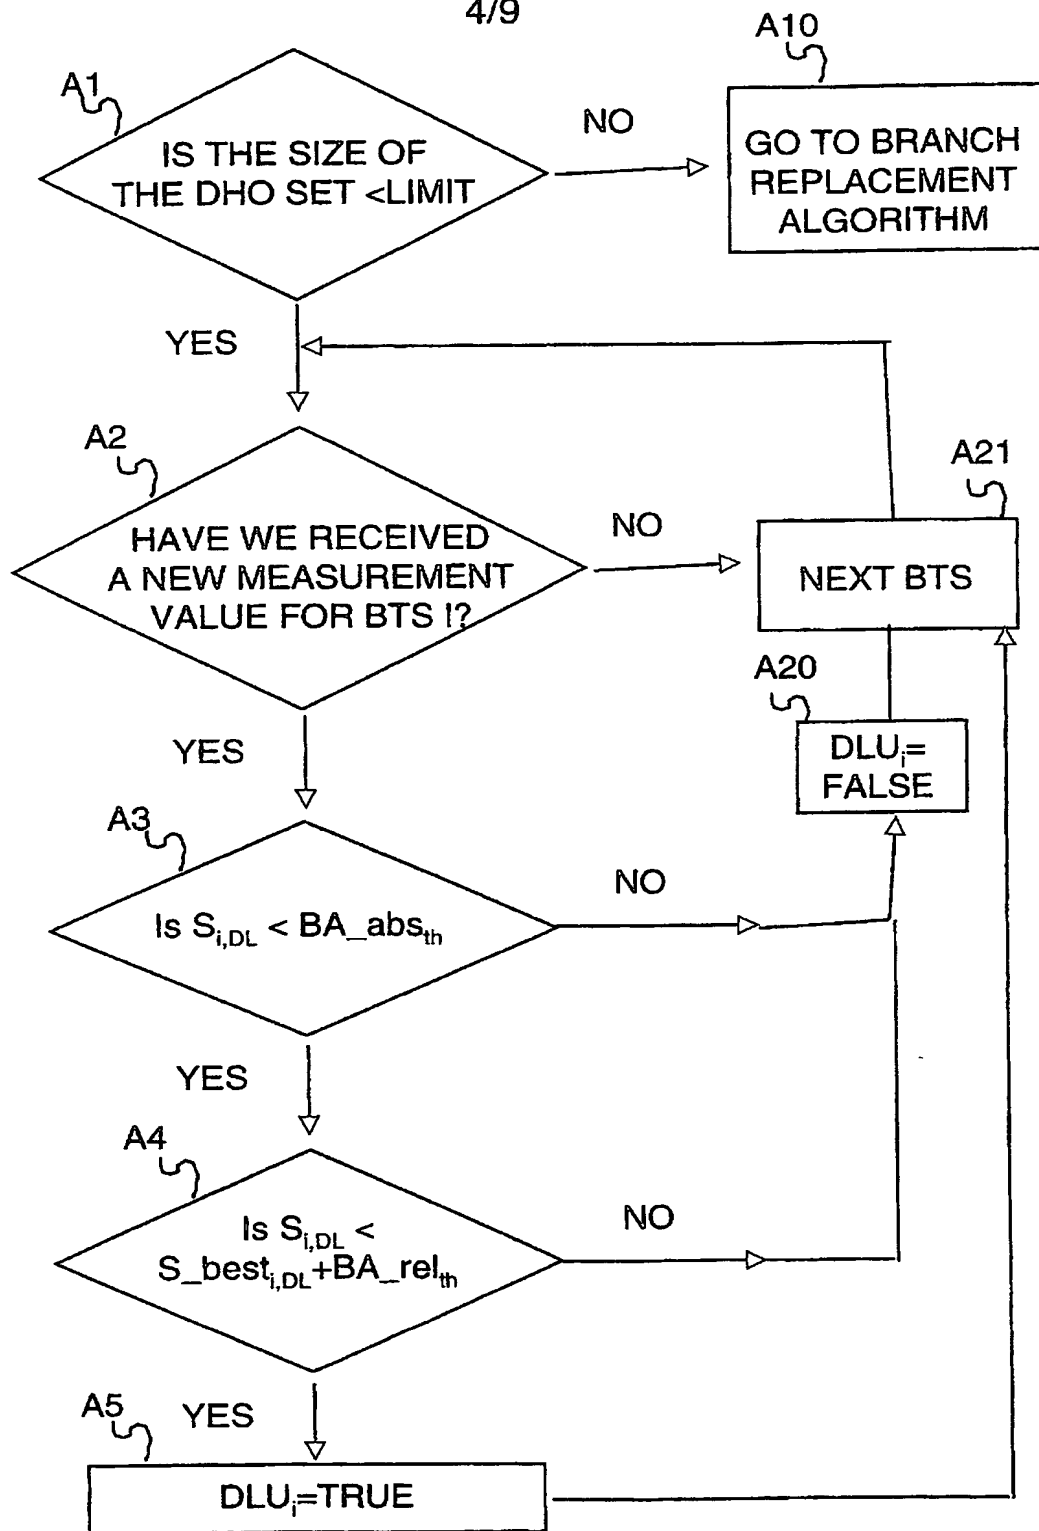 4/9
A1
IS THE SIZE OF
THE DHO SET <LIMIT
NO
A10
GO TO BRANCH
REPLACEMENT
ALGORITHM
YES
A2
HAVE WE RECEIVED
A NEW MEASUREMENT
VALUE FOR BTS I?
NO
A21
NEXT BTS
YES
A20
DLUi=
FALSE
A3
Is Si,DL < BA_absth
NO
YES
A4
Is Si,DL <
S_besti,DL+BA_relth
NO
YES
A5
DLUi=TRUE